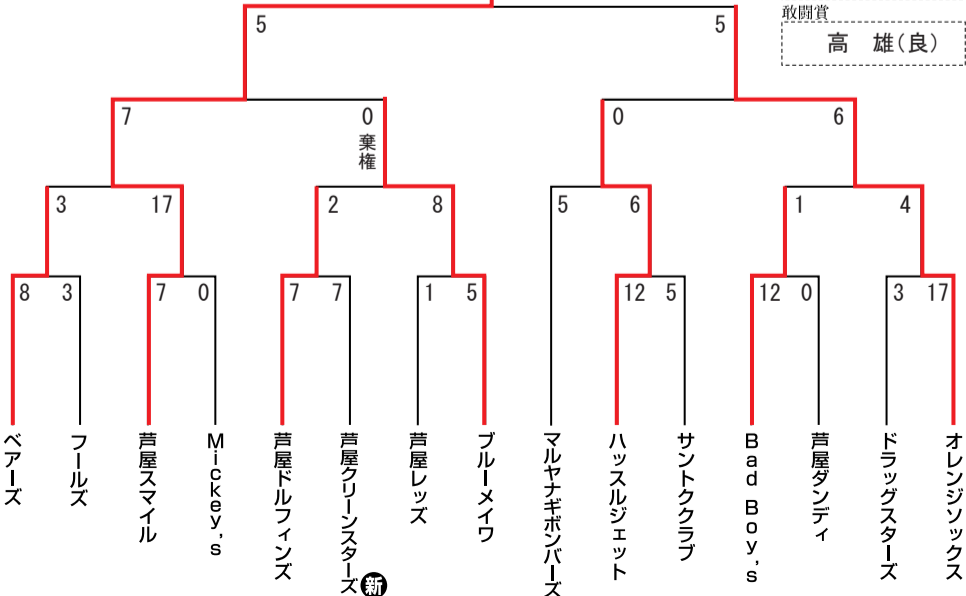 敢闘賞
高　雄(良)
5 5
7 0 0 6
棄権
3 17 2 8 5 6 1 4
8 3 7 0 7 7 1 5 12 5 12 0 3 17
ベアーズ
フールズ
芦屋スマイル
Mickey's
芦屋ドルフィンズ
芦屋クリーンスターズ 新
芦屋レッズ
ブルーメイワ
マルヤナギボンバーズ
ハッスルジェット
サントククラブ
Bad Boy's
芦屋ダンディ
ドラッグスターズ
オレンジソックス